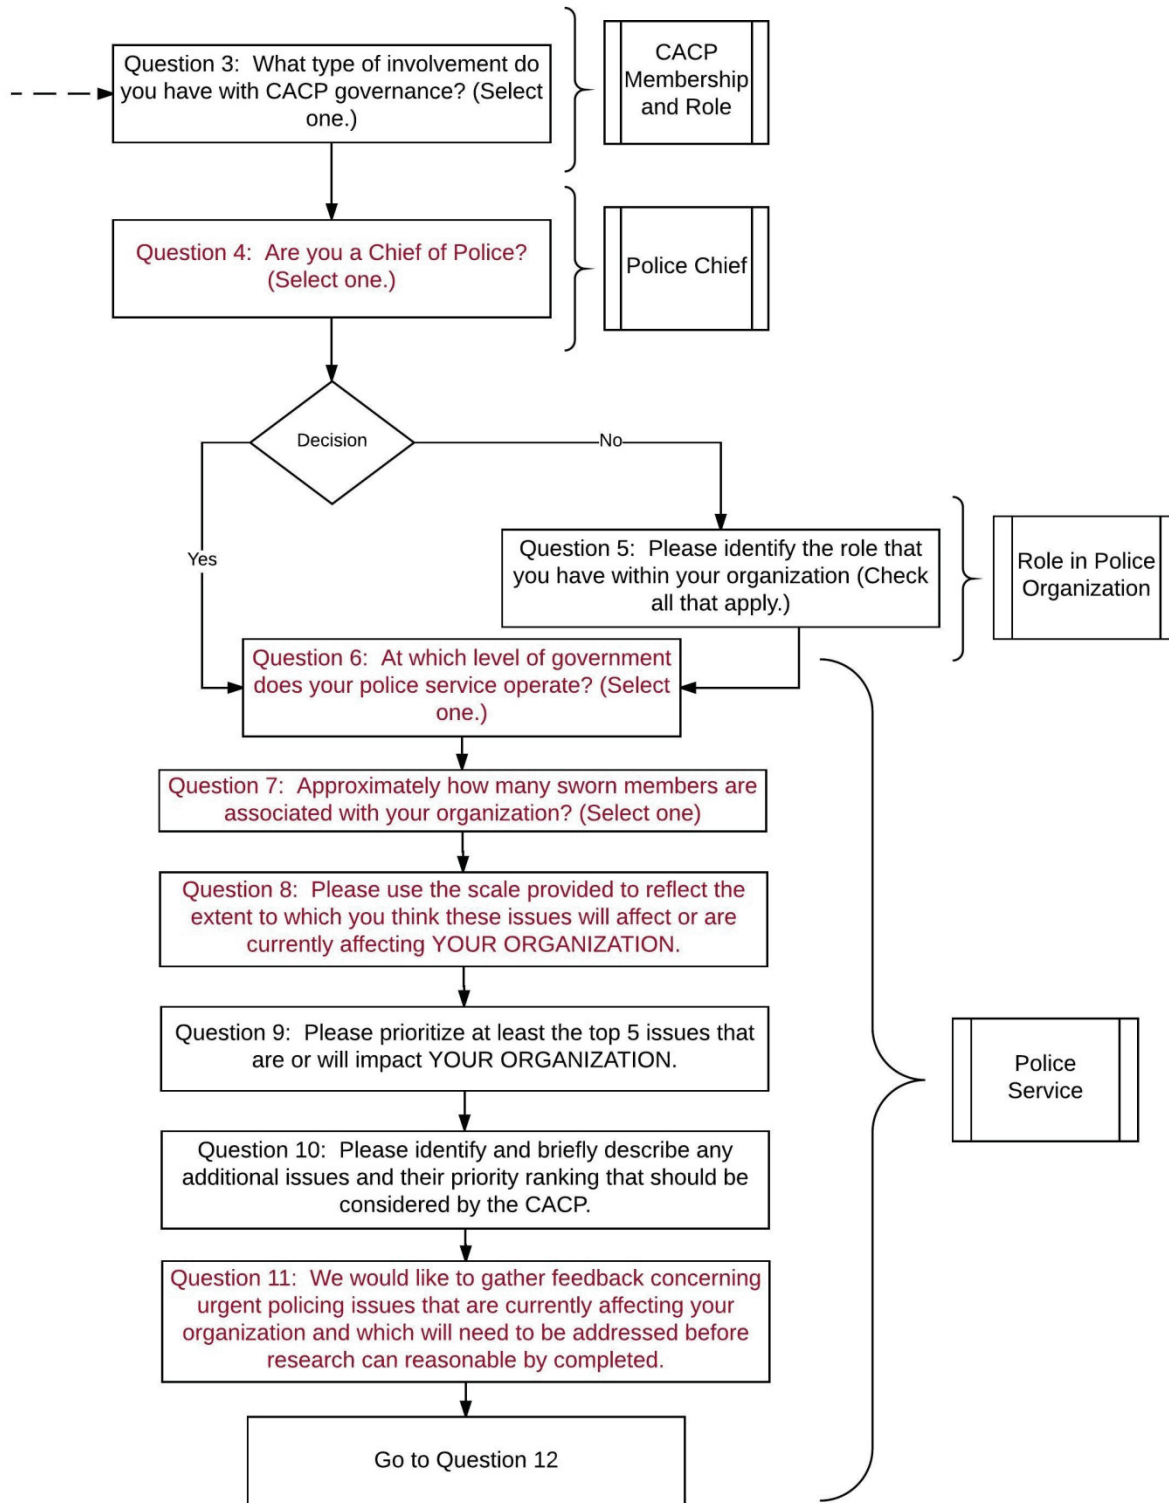 Question 3:  What type of involvement do
you have with CACP governance? (Select
one.)
CACP
Membership
and Role
Question 4:  Are you a Chief of Police?
(Select one.)
Police Chief
Decision
No
Yes
Question 5:  Please identify the role that
you have within your organization (Check
all that apply.)
Role in Police
Organization
Question 6:  At which level of government
does your police service operate? (Select
one.)
Question 7:  Approximately how many sworn members are
associated with your organization? (Select one)
Question 8:  Please use the scale provided to reflect the
extent to which you think these issues will affect or are
currently affecting YOUR ORGANIZATION.
Question 9:  Please prioritize at least the top 5 issues that
are or will impact YOUR ORGANIZATION.
Police
Service
Question 10:  Please identify and briefly describe any
additional issues and their priority ranking that should be
considered by the CACP.
Question 11:  We would like to gather feedback concerning
urgent policing issues that are currently affecting your
organization and which will need to be addressed before
research can reasonable by completed.
Go to Question 12